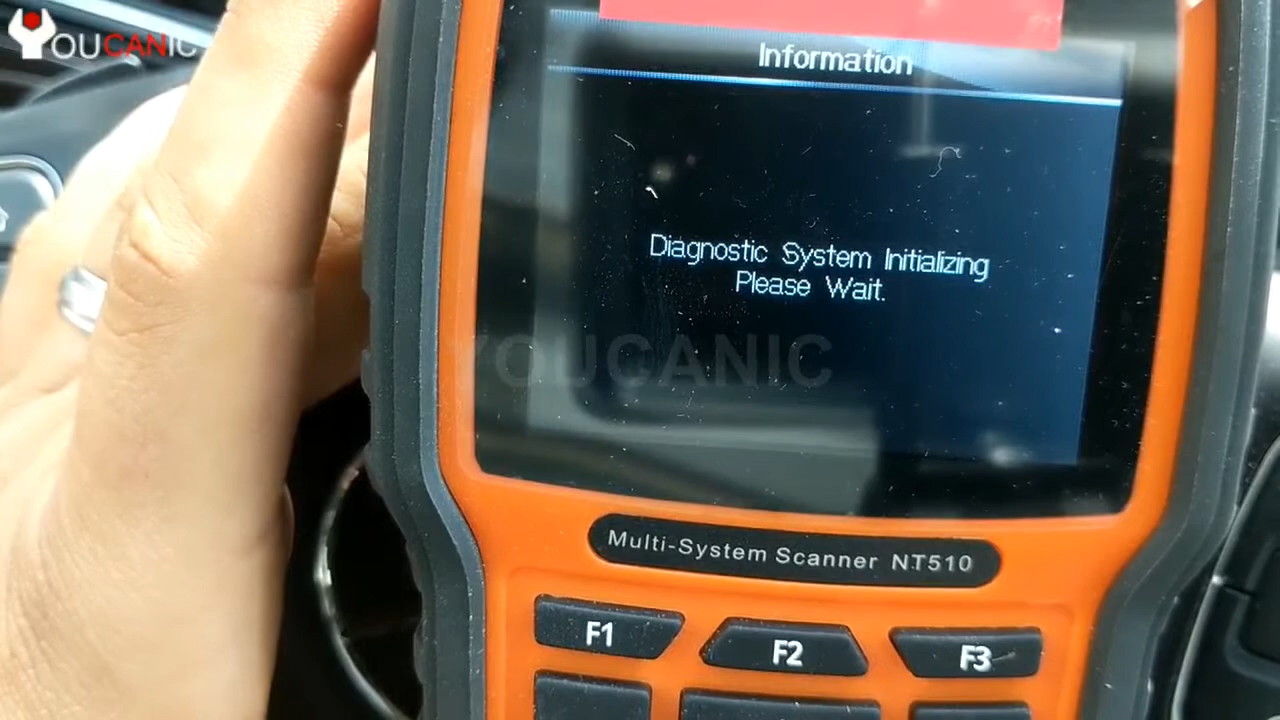 YOUCANIC
Information
Diagnostic System Initializing
Please Wait.
YOUCANIC
Multi-System Scanner NT510
F1
F2
F3